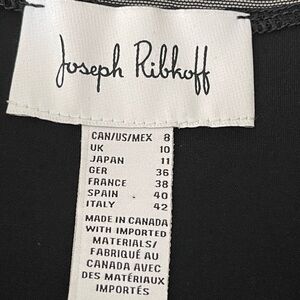 Joseph Ribkoff
CAN/US/MEX 8
UK 10
JAPAN 11
GER 36
FRANCE 38
SPAIN 40
ITALY 42
MADE IN CANADA
WITH IMPORTED
MATERIALS/
FABRIQUÉ AU
CANADA AVEC
DES MATÉRIAUX
IMPORTÉS